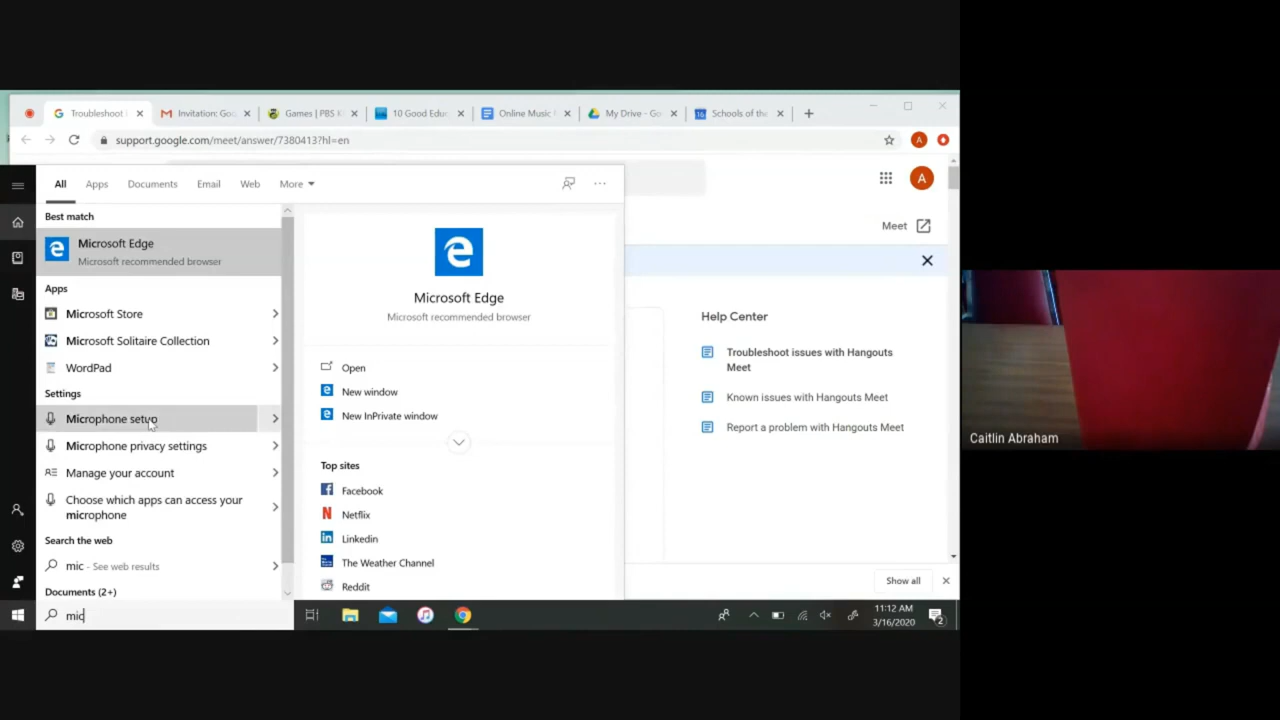 Troubleshoot
Invitation: Goo
Games | PBS K
10 Good Educ
Online Music
My Drive - Go
Schools of the
support.google.com/meet/answer/7380413?hl=en
All
Apps
Documents
Email
Web
More
A
Meet
Best match
Microsoft Edge
Microsoft recommended browser
Apps
Microsoft Store
Microsoft Solitaire Collection
WordPad
Settings
Microphone setup
Microphone privacy settings
Manage your account
Choose which apps can access your
microphone
Search the web
mic - See web results
Documents (2+)
mic
Microsoft Edge
Microsoft recommended browser
Open
New window
New InPrivate window
Top sites
Facebook
Netflix
Linkedin
The Weather Channel
Reddit
Help Center
Troubleshoot issues with Hangouts
Meet
Known issues with Hangouts Meet
Report a problem with Hangouts Meet
Show all
11:12 AM
3/16/2020
2
Caitlin Abraham